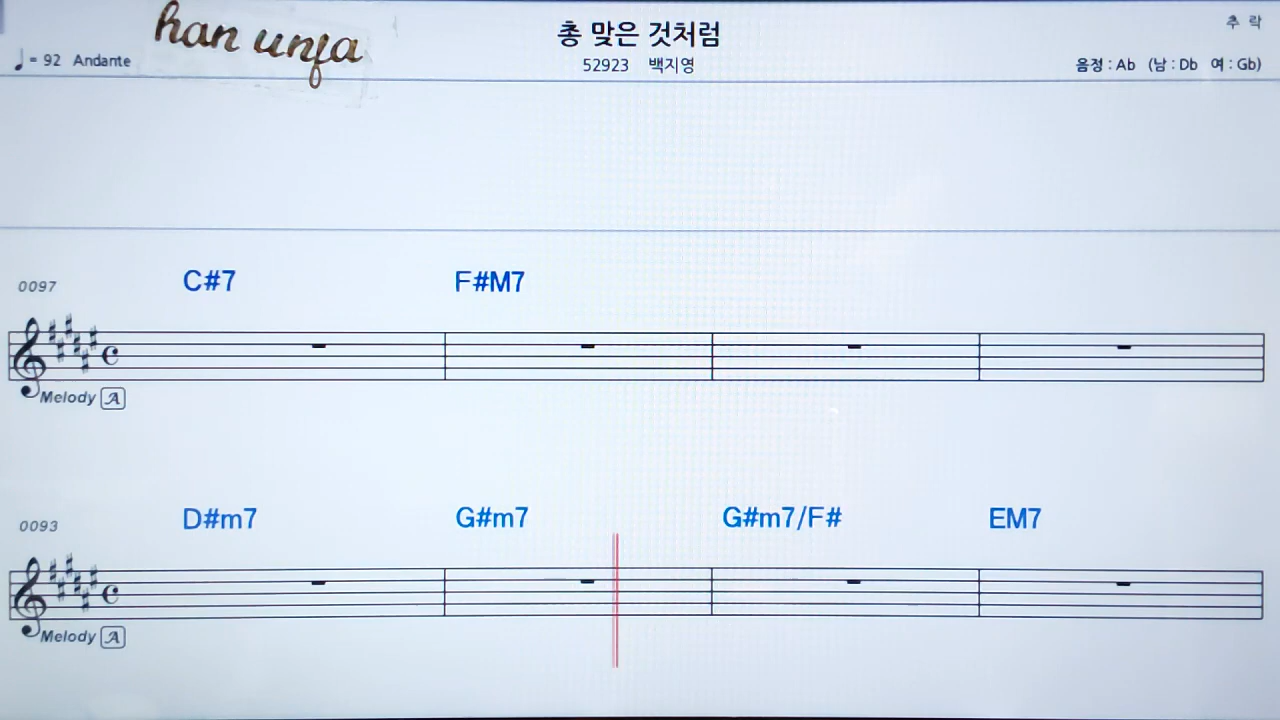 han unfa
총 맞은 것처럼
추 락
♩= 92 Andante
52923 백지영
음정 : Ab (남 : Db 여 : Gb)
0097 C#7 F#M7
Melody A
0093 D#m7 G#m7 G#m7/F# EM7
Melody A